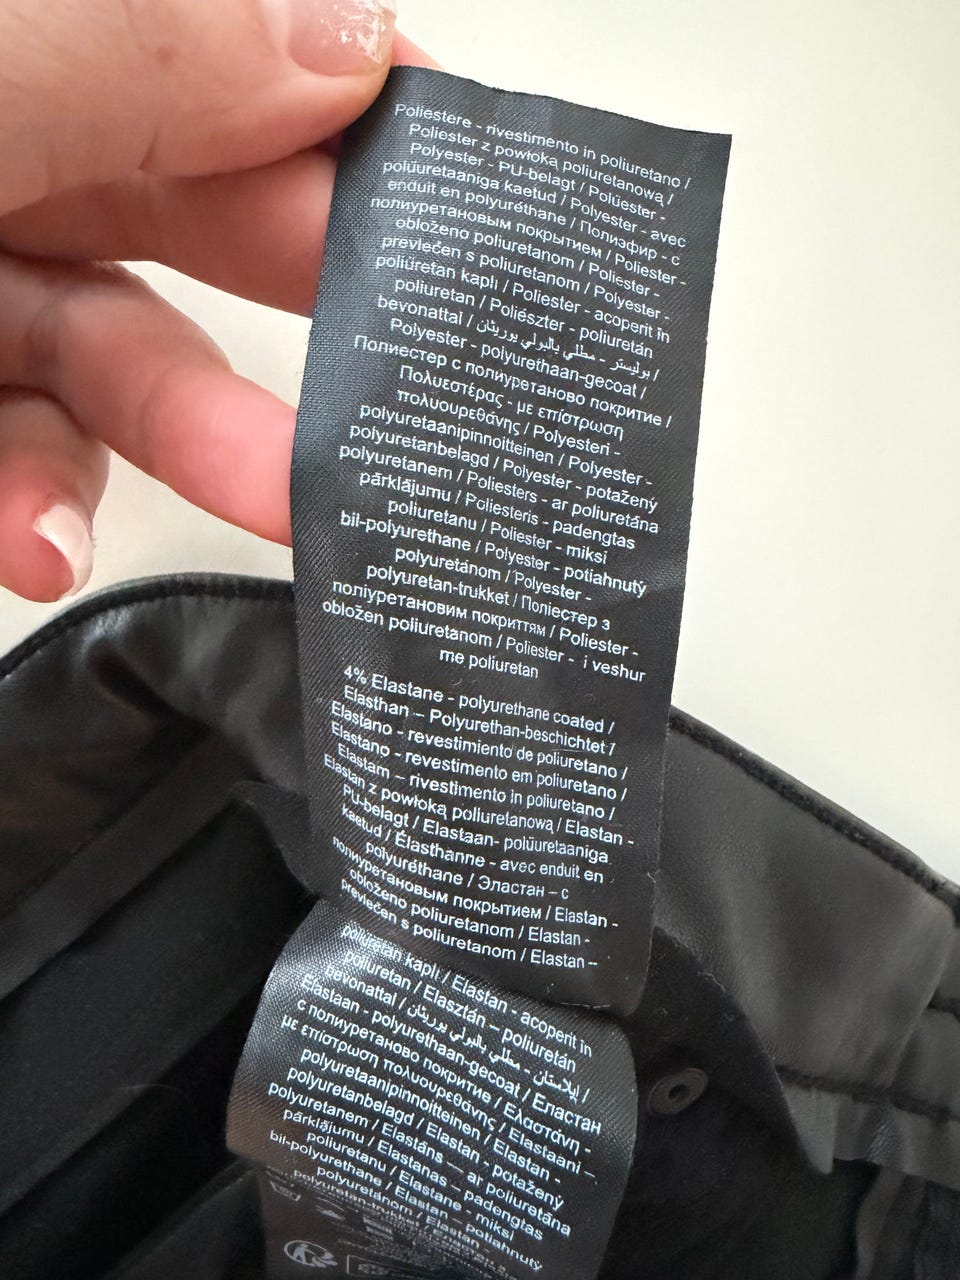 Poliestere - rivestimento in poliuretano /
Poliester z powłoką poliuretanową /
Polyester - PU-belagt / Polüester -
polüuretaaniga kaetud / Polyester - avec
enduit en polyuréthane / Полиэфир - с
полиуретановым покрытием / Poliester -
obloženo poliuretanom / Poliester -
prevlečen s poliuretanom / Polyester -
poliüretan kaplı / Poliester - acoperit în
poliuretan / Poliészter - poliuretán
bevonattal / بوليستر - مطلي بالبولي يوريثان /
Polyester - polyurethaan-gecoat /
Полиестер с полиуретаново покритие /
Πολυεστέρας - με επίστρωση
πολυουρεθάνης / Polyesteri -
polyuretaanipinnoitteinen / Polyester -
polyuretanbelagd / Polyester - potažený
polyuretanem / Poliesters - ar poliuretāna
pārklājumu / Poliesteris - padengtas
poliuretanu / Poliester - miksi
bil-polyurethane / Polyester - potiahnutý
polyuretánom / Polyester -
polyuretan-trukket / Поліестер з
поліуретановим покриттям / Poliester -
obložen poliuretanom / Poliester - i veshur
me poliuretan
4% Elastane - polyurethane coated /
Elasthan – Polyurethan-beschichtet /
Elastano - revestimiento de poliuretano /
Elastano - revestimento em poliuretano /
Elastam – rivestimento in poliuretano /
Elastan z powłoką poliuretanową / Elastan -
PU-belagt / Elastaan- polüuretaaniga
kaetud / Élasthanne - avec enduit en
polyuréthane / Эластан – с
полиуретановым покрытием / Elastan -
obloženo poliuretanom / Elastan -
prevlečen s poliuretanom / Elastan –
poliüretan kaplı / Elastan - acoperit în
poliuretan / Elasztán – poliuretán
bevonattal / إيلاستان - مطلي بالبولي يوريثان /
Elastaan - polyurethaan-gecoat / Еластан
с полиуретаново покритие / Ελαστάνη -
με επίστρωση πολυουρεθάνης / Elastaani –
polyuretaanipinnoitteinen / Elastan -
polyuretanbelagd / Elastan - potažený
polyuretanem / Elastāns — ar poliuretāna
pārklājumu / Elastanas - padengtas
poliuretanu / Elastane - miksi
bil-polyurethane / Elastan – potiahnutý
polyuretánom / Elastan -